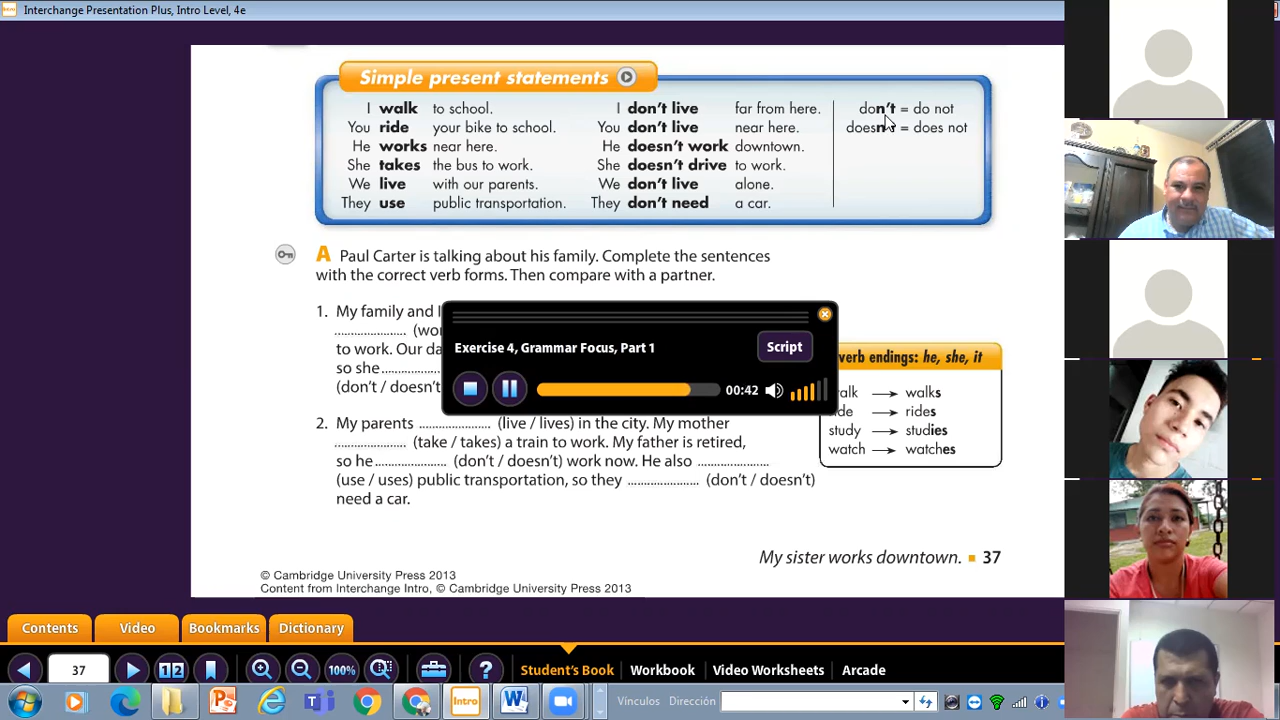 Interchange Presentation Plus, Intro Level, 4e
Simple present statements
I walk to school. I don't live far from here. don't = do not
You ride your bike to school. You don't live near here. doesn't = does not
He works near here. He doesn't work downtown.
She takes the bus to work. She doesn't drive to work.
We live with our parents. We don't live alone.
They use public transportation. They don't need a car.
A Paul Carter is talking about his family. Complete the sentences
with the correct verb forms. Then compare with a partner.
1. My family and I
...................... (wor
to work. Our da
so she ......................
(don't / doesn't
Exercise 4, Grammar Focus, Part 1
Script
00:42
verb endings: he, she, it
walk → walks
ride → rides
study → studies
watch → watches
2. My parents ...................... (live / lives) in the city. My mother
...................... (take / takes) a train to work. My father is retired,
so he ...................... (don't / doesn't) work now. He also ......................
(use / uses) public transportation, so they ...................... (don't / doesn't)
need a car.
My sister works downtown. ■ 37
© Cambridge University Press 2013
Content from Interchange Intro, © Cambridge University Press 2013
Contents Video Bookmarks Dictionary
37 12 100% ? Student's Book Workbook Video Worksheets Arcade
Intro Vínculos Dirección